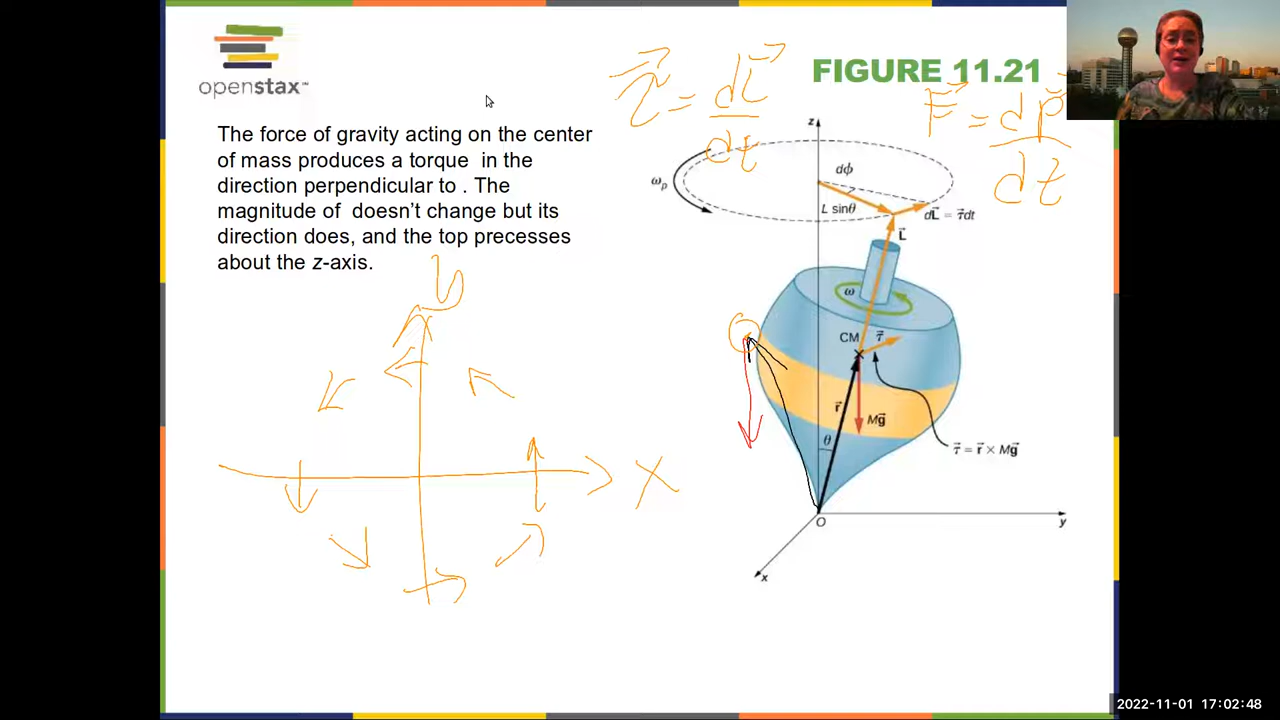 openstax™
FIGURE 11.21
τ⃗ = dL⃗/dt
F⃗ = dp⃗/dt
The force of gravity acting on the center
of mass produces a torque  in the
direction perpendicular to . The
magnitude of  doesn't change but its
direction does, and the top precesses
about the z-axis.
z
dϕ
ωp
L sinθ
dL⃗ = τ⃗dt
L⃗
ω
CM
τ⃗
r⃗
Mg⃗
θ
τ⃗ = r⃗ × Mg⃗
O
y
x
y
X
2022-11-01 17:02:48